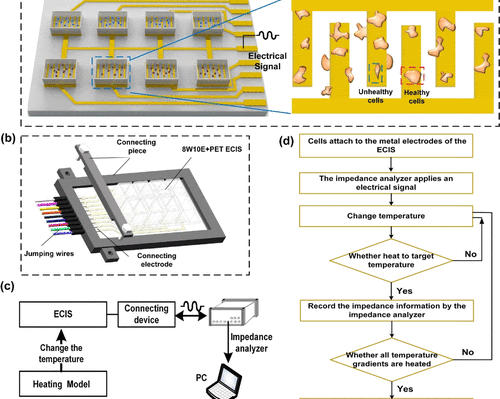 Electrical
Signal
Unhealthy
cells
Healthy
cells
(b)
Connecting
piece
8W10E+PET ECIS
Jumping wires
Connecting
electrode
(c)
ECIS
Connecting
device
Impedance
analyzer
Change the
temperature
Heating Model
PC
(d)
Cells attach to the metal electrodes of the
ECIS
The impedance analyzer applies an
electrical signal
Change temperature
Whether heat to target
temperature
No
Yes
Record the impedance information by the
impedance analyzer
Whether all temperature
gradients are heated
No
Yes